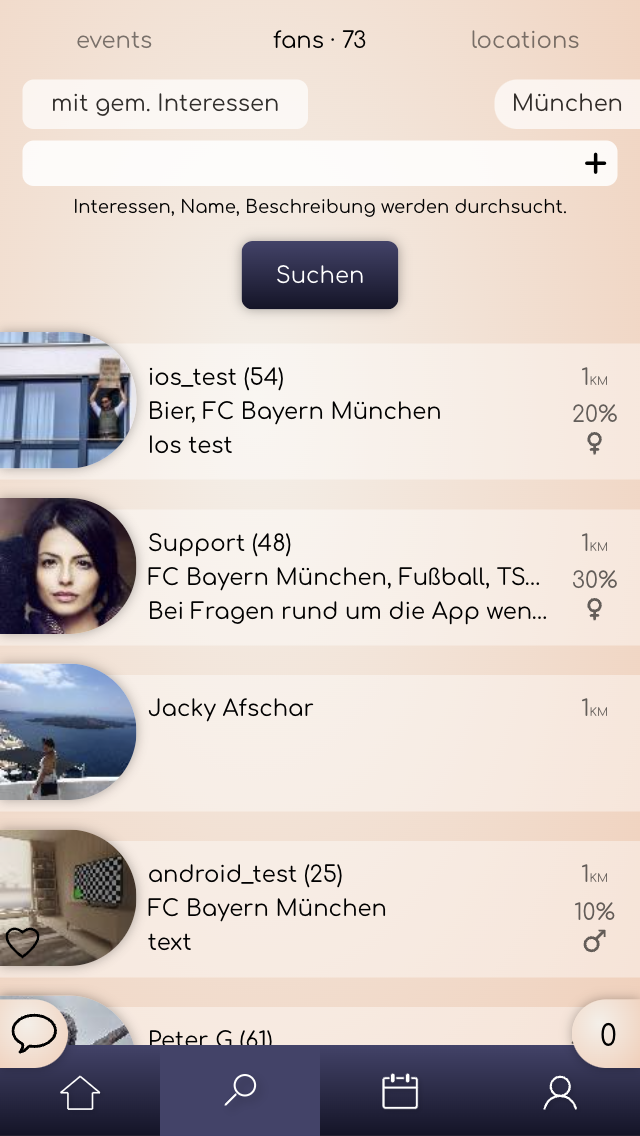 events fans · 73 locations
mit gem. Interessen München
Interessen, Name, Beschreibung werden durchsucht.
Suchen
ios_test (54) 1KM
Bier, FC Bayern München 20%
Ios test
Support (48) 1KM
FC Bayern München, Fußball, TS... 30%
Bei Fragen rund um die App wen...
Jacky Afschar 1KM
android_test (25) 1KM
FC Bayern München 10%
text
Peter G (61)
0